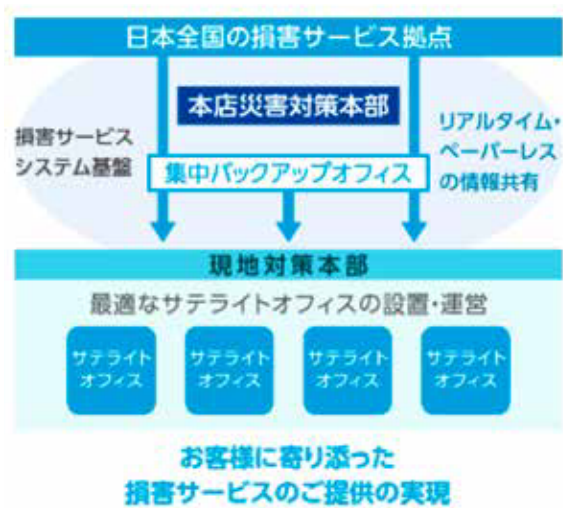 日本全国の損害サービス拠点
本店災害対策本部
損害サービス
システム基盤
リアルタイム・
ペーパーレス
の情報共有
集中バックアップオフィス
現地対策本部
最適なサテライトオフィスの設置・運営
サテライト
オフィス
サテライト
オフィス
サテライト
オフィス
サテライト
オフィス
お客様に寄り添った
損害サービスのご提供の実現